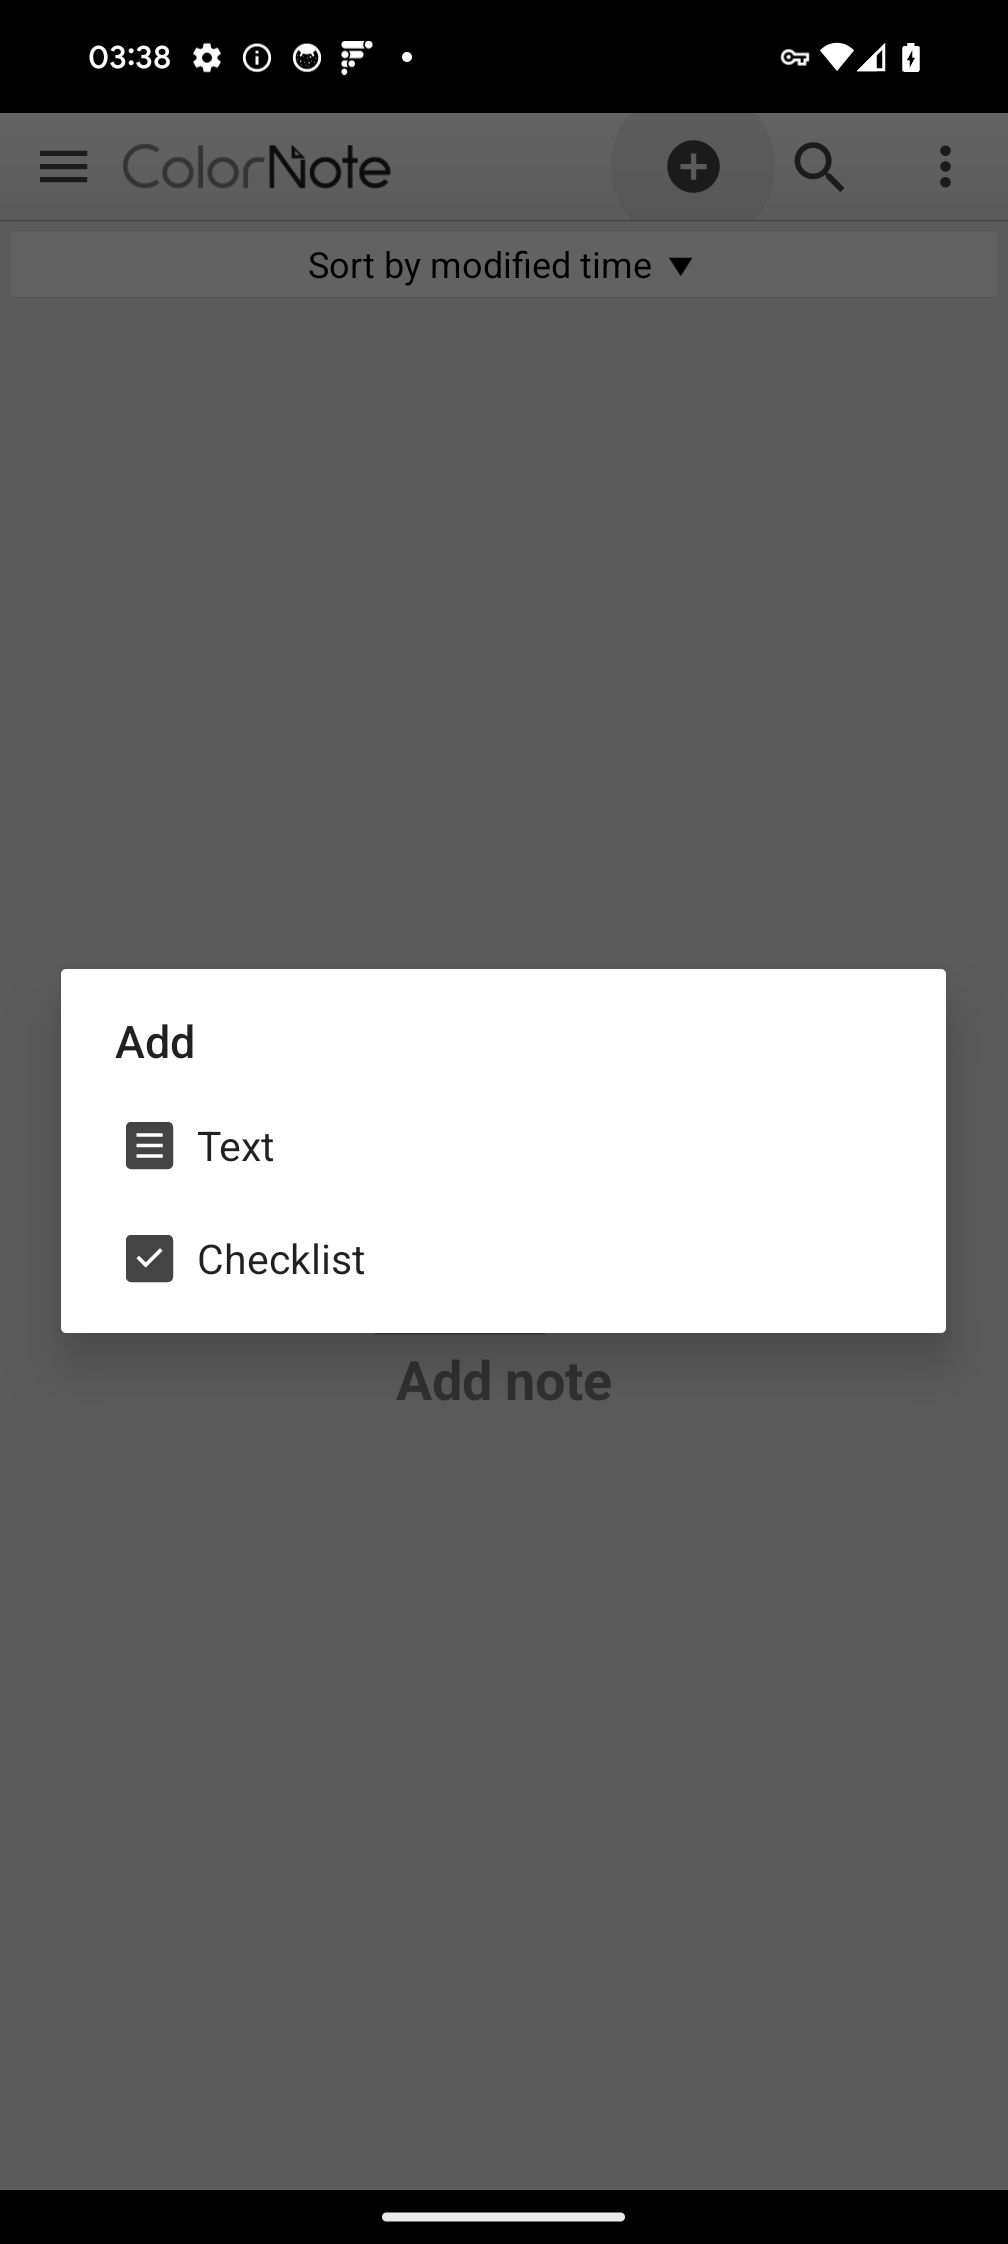 03:38
ColorNote
Sort by modified time ▼
Add
Text
Checklist
Add note